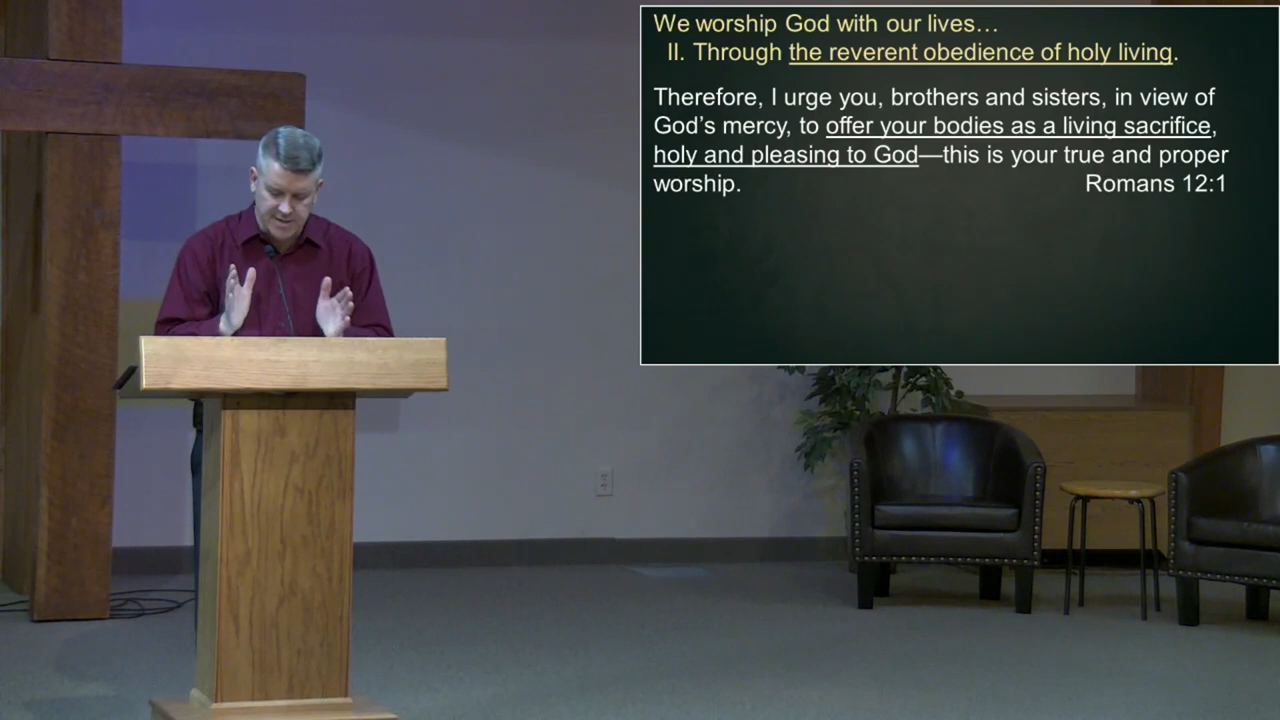 We worship God with our lives…
II. Through the reverent obedience of holy living.
Therefore, I urge you, brothers and sisters, in view of
God’s mercy, to offer your bodies as a living sacrifice,
holy and pleasing to God—this is your true and proper
worship. Romans 12:1